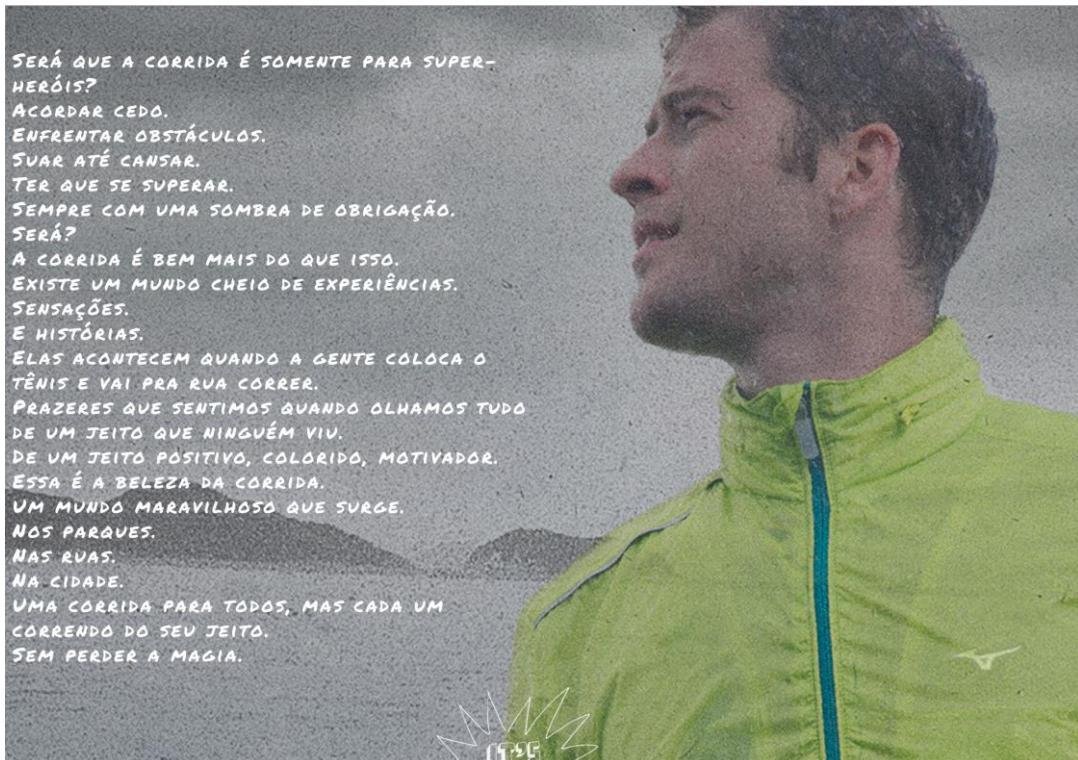 SERÁ QUE A CORRIDA É SOMENTE PARA SUPER-
HERÓIS?
ACORDAR CEDO.
ENFRENTAR OBSTÁCULOS.
SUAR ATÉ CANSAR.
TER QUE SE SUPERAR.
SEMPRE COM UMA SOMBRA DE OBRIGAÇÃO.
SERÁ?
A CORRIDA É BEM MAIS DO QUE ISSO.
EXISTE UM MUNDO CHEIO DE EXPERIÊNCIAS.
SENSAÇÕES.
E HISTÓRIAS.
ELAS ACONTECEM QUANDO A GENTE COLOCA O
TÊNIS E VAI PRA RUA CORRER.
PRAZERES QUE SENTIMOS QUANDO OLHAMOS TUDO
DE UM JEITO QUE NINGUÉM VIU.
DE UM JEITO POSITIVO, COLORIDO, MOTIVADOR.
ESSA É A BELEZA DA CORRIDA.
UM MUNDO MARAVILHOSO QUE SURGE.
NOS PARQUES.
NAS RUAS.
NA CIDADE.
UMA CORRIDA PARA TODOS, MAS CADA UM
CORRENDO DO SEU JEITO.
SEM PERDER A MAGIA.